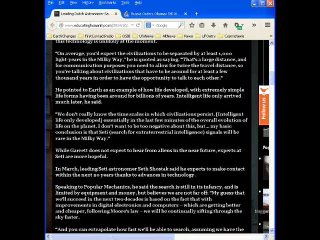 Leading Dutch Astronomer Sa
this technology is unlikely at the moment.
"On average, you'd expect the civilizations to be separated by at least 1,000
light-years in the Milky Way," he is quoted as saying. "That's a large distance, and
for communication purposes you need to allow for twice the travel distance, so
you're talking about civilizations that have to be around for at least a few
thousand years in order to have the opportunity to talk to each other."
He pointed to Earth as an example of how life developed, with extremely simple
life forms having been around for billions of years. Intelligent life only arrived
much later, he said.
"We don't really know the time scales in which civilizations persist. [Intelligent
life only developed] essentially in the last few minutes of the overall evolution of
life on the planet. I don't want to be too negative about this, but... my basic
conclusion is that Seti (search for extraterrestrial intelligence) signals will be
rare in the Milky Way."
While Garrett does not expect to hear from aliens in the near future, experts at
Seti are more hopeful.
In March, leading Seti astronomer Seth Shostak said he expects to make contact
within the next 20 years thanks to advances in technology.
Speaking to Popular Mechanics, he said the search is still in its infancy, and is
limited by equipment and money, but believes we are not far off: "My guess that
we'll succeed in the next two decades is based on the fact that with
improvements in digital electronics and computers – which are getting better
and cheaper, following Moore's law – we will be continually sifting through the
sky faster.
"And you can extrapolate how fast we'll be able to search, assuming we have the